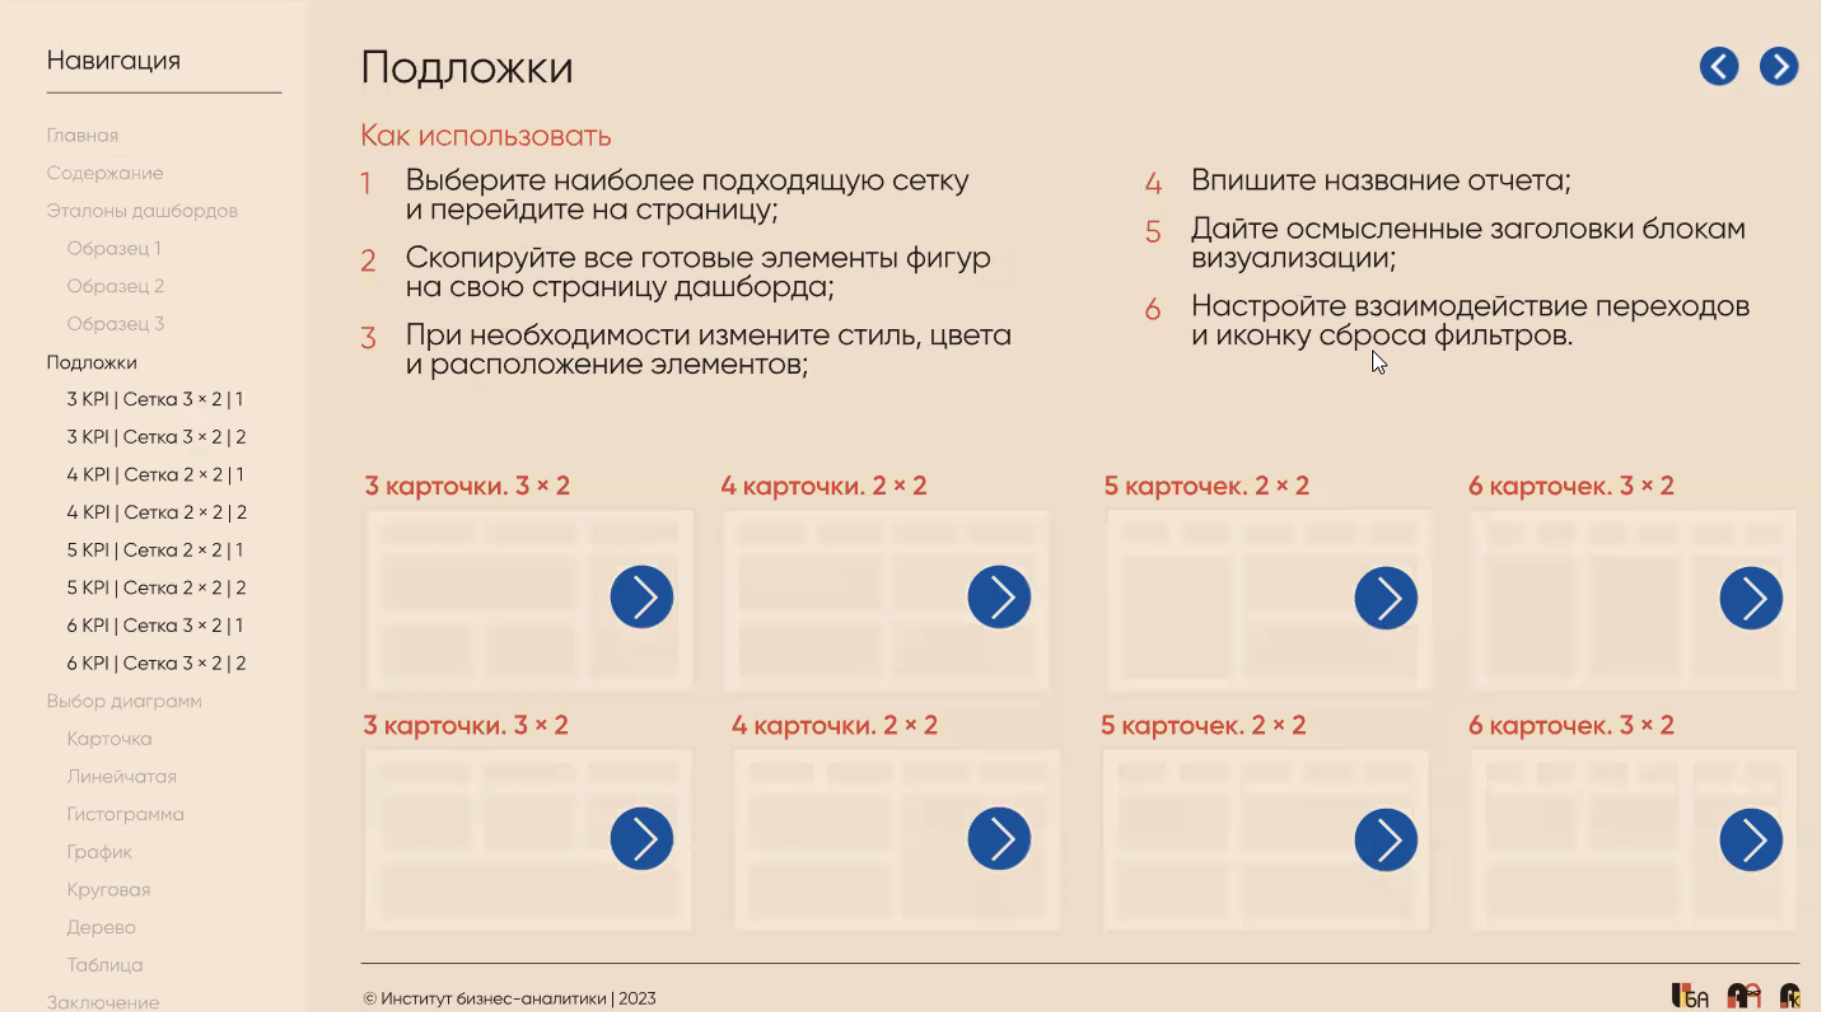 Навигация
Главная
Содержание
Эталоны дашбордов
Образец 1
Образец 2
Образец 3
Подложки
3 KPI | Сетка 3 × 2 | 1
3 KPI | Сетка 3 × 2 | 2
4 KPI | Сетка 2 × 2 | 1
4 KPI | Сетка 2 × 2 | 2
5 KPI | Сетка 2 × 2 | 1
5 KPI | Сетка 2 × 2 | 2
6 KPI | Сетка 3 × 2 | 1
6 KPI | Сетка 3 × 2 | 2
Выбор диаграмм
Карточка
Линейчатая
Гистограмма
График
Круговая
Дерево
Таблица
Заключение
Подложки
Как использовать
1 Выберите наиболее подходящую сетку
и перейдите на страницу;
2 Скопируйте все готовые элементы фигур
на свою страницу дашборда;
3 При необходимости измените стиль, цвета
и расположение элементов;
4 Впишите название отчета;
5 Дайте осмысленные заголовки блокам
визуализации;
6 Настройте взаимодействие переходов
и иконку сброса фильтров.
3 карточки. 3 × 2
4 карточки. 2 × 2
5 карточек. 2 × 2
6 карточек. 3 × 2
3 карточки. 3 × 2
4 карточки. 2 × 2
5 карточек. 2 × 2
6 карточек. 3 × 2
© Институт бизнес-аналитики | 2023